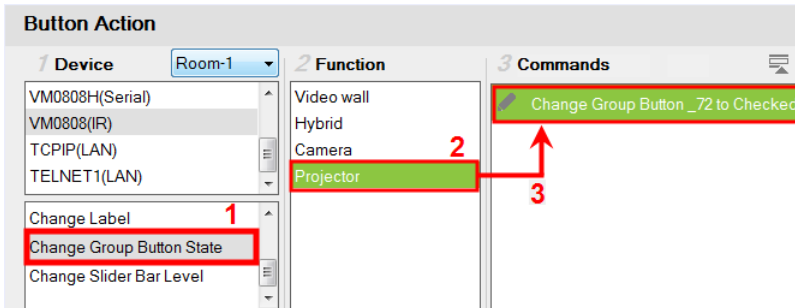 Button Action
1 Device
Room-1
2 Function
3 Commands
VM0808H(Serial)
VM0808(IR)
TCPIP(LAN)
TELNET1(LAN)
Video wall
Hybrid
Camera
Projector
2
Change Group Button _72 to Checked
3
Change Label
1
Change Group Button State
Change Slider Bar Level